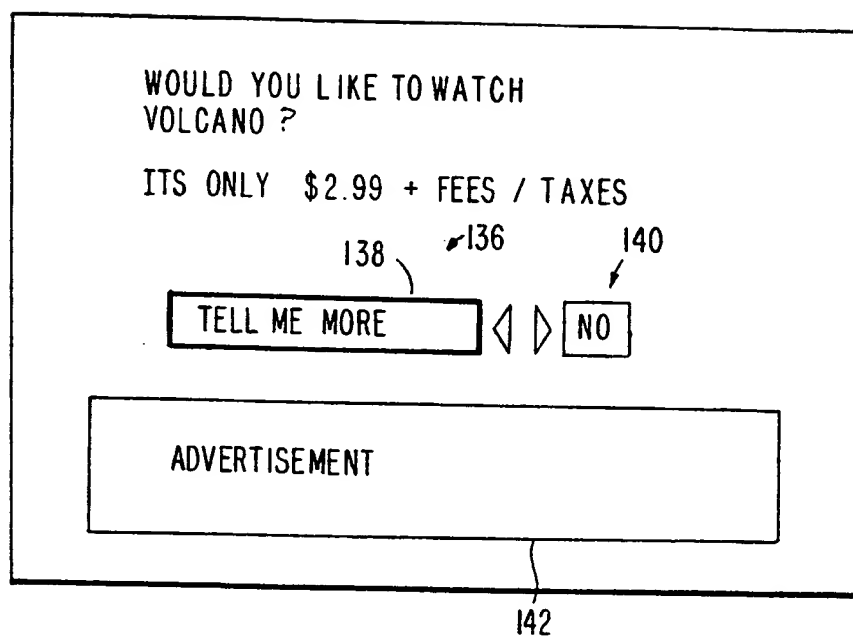 WOULD YOU LIKE TO WATCH
VOLCANO ?
ITS ONLY $2.99 + FEES / TAXES
138 136 140
TELL ME MORE NO
ADVERTISEMENT
142